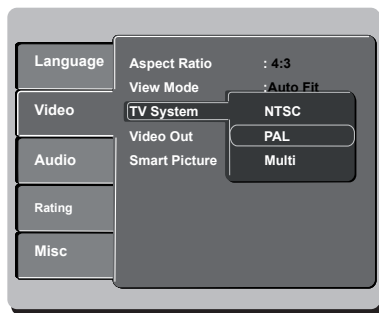 Language
Video
Audio
Rating
Misc
Aspect Ratio : 4:3
View Mode :Auto Fit
TV System
Video Out
Smart Picture
NTSC
PAL
Multi